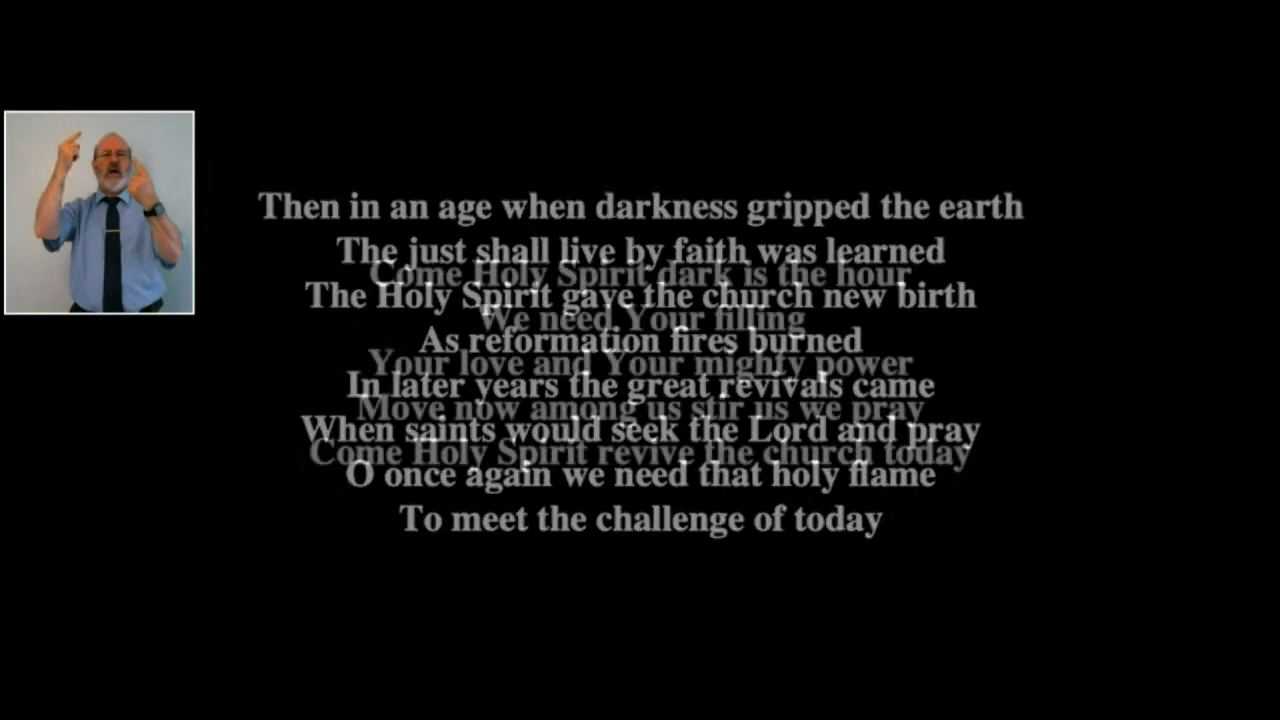 Then in an age when darkness gripped the earth
The just shall live by faith was learned
Come Holy Spirit dark is the hour
The Holy Spirit gave the church new birth
We need Your filling
As reformation fires burned
Your love and Your mighty power
In later years the great revivals came
Move now among us stir us we pray
When saints would seek the Lord and pray
Come Holy Spirit revive the church today
O once again we need that holy flame
To meet the challenge of today